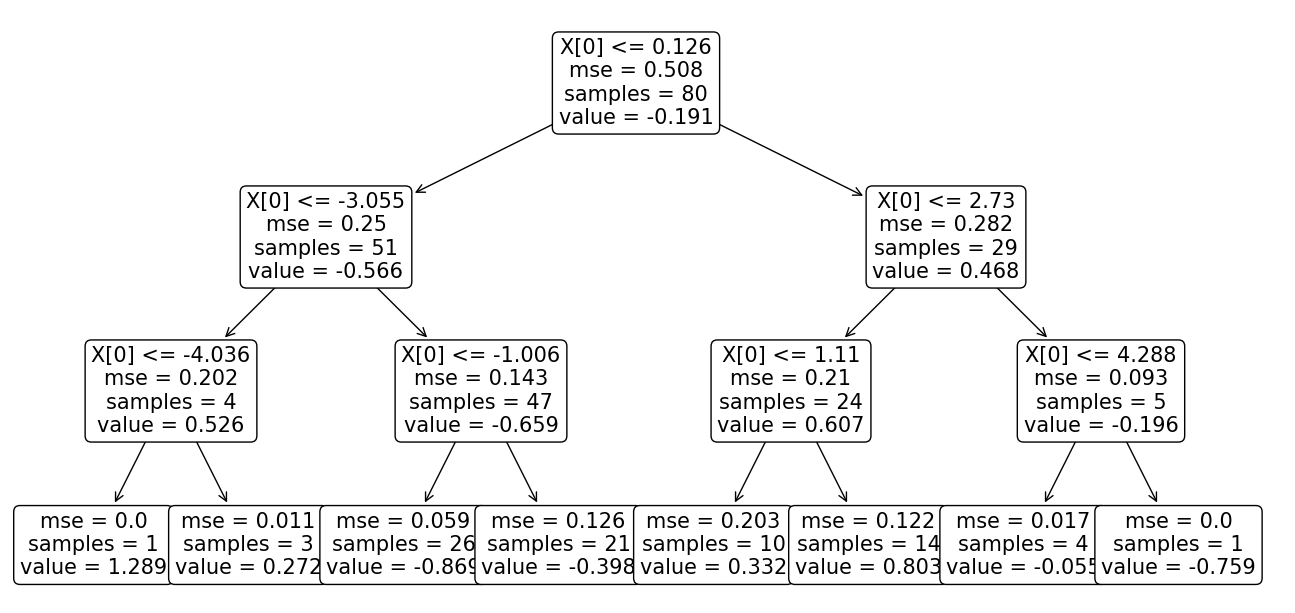 X[0] <= 0.126
mse = 0.508
samples = 80
value = -0.191
X[0] <= -3.055
mse = 0.25
samples = 51
value = -0.566
X[0] <= 2.73
mse = 0.282
samples = 29
value = 0.468
X[0] <= -4.036
mse = 0.202
samples = 4
value = 0.526
X[0] <= -1.006
mse = 0.143
samples = 47
value = -0.659
X[0] <= 1.11
mse = 0.21
samples = 24
value = 0.607
X[0] <= 4.288
mse = 0.093
samples = 5
value = -0.196
mse = 0.0
samples = 1
value = 1.289
mse = 0.011
samples = 3
value = 0.272
mse = 0.059
samples = 26
value = -0.869
mse = 0.126
samples = 21
value = -0.398
mse = 0.203
samples = 10
value = 0.332
mse = 0.122
samples = 14
value = 0.803
mse = 0.017
samples = 4
value = -0.055
mse = 0.0
samples = 1
value = -0.759